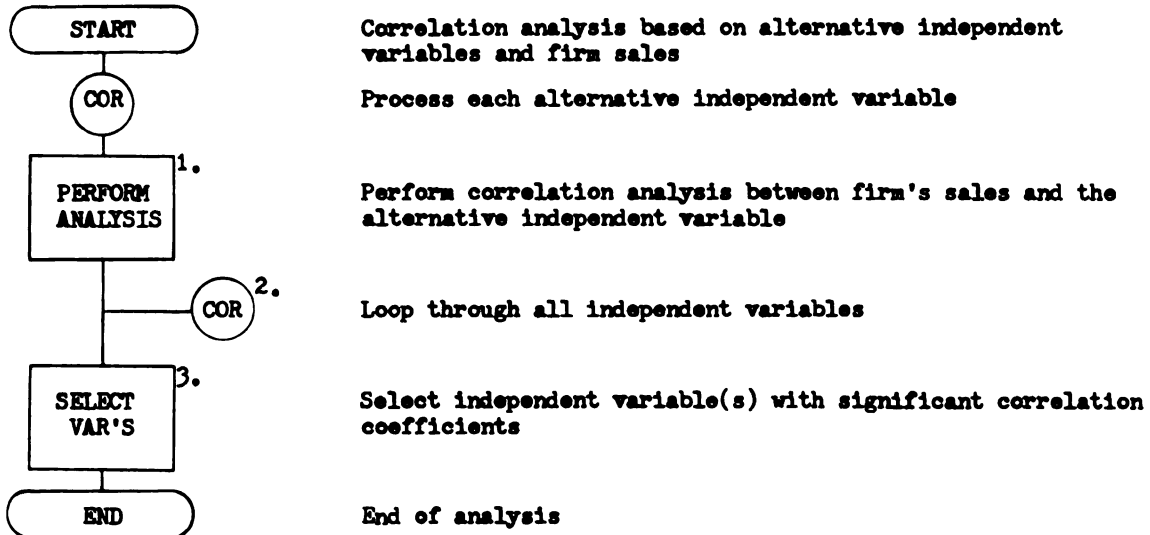 START
Correlation analysis based on alternative independent
variables and firm sales
COR
Process each alternative independent variable
1.
PERFORM
ANALYSIS
Perform correlation analysis between firm's sales and the
alternative independent variable
COR
2.
Loop through all independent variables
3.
SELECT
VAR'S
Select independent variable(s) with significant correlation
coefficients
END
End of analysis